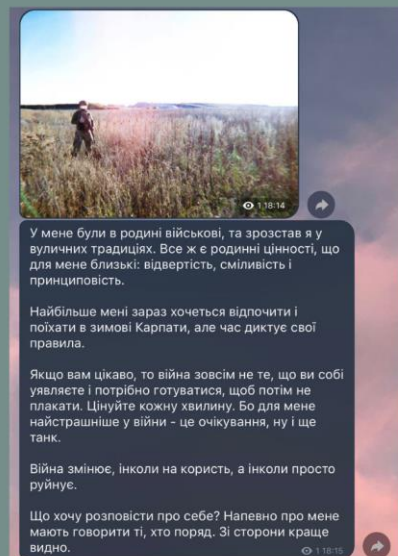 1 18:14
У мене були в родині військові, та зрозстав я у
вуличних традиціях. Все ж є родинні цінності, що
для мене близькі: відвертість, сміливість і
принциповість.
Найбільше мені зараз хочеться відпочити і
поїхати в зимові Карпати, але час диктує свої
правила.
Якщо вам цікаво, то війна зовсім не те, що ви собі
уявляєте і потрібно готуватися, щоб потім не
плакати. Цінуйте кожну хвилину. Бо для мене
найстрашніше у війни - це очікування, ну і ще
танк.
Війна змінює, інколи на користь, а інколи просто
руйнує.
Що хочу розповісти про себе? Напевно про мене
мають говорити ті, хто поряд. Зі сторони краще
видно.
1 18:15